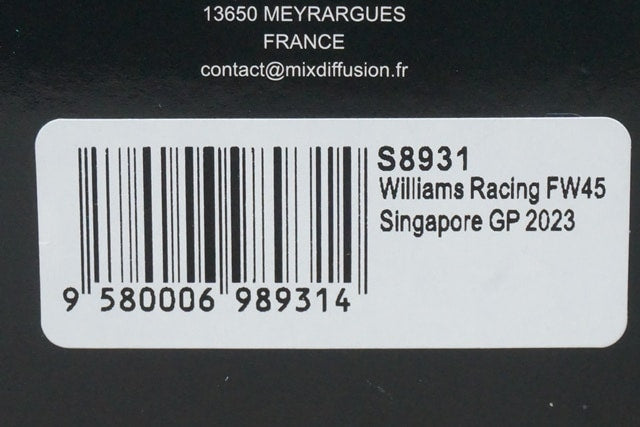 13650 MEYRARGUES
FRANCE
contact@mixdiffusion.fr
S8931
Williams Racing FW45
Singapore GP 2023
9 580006 989314